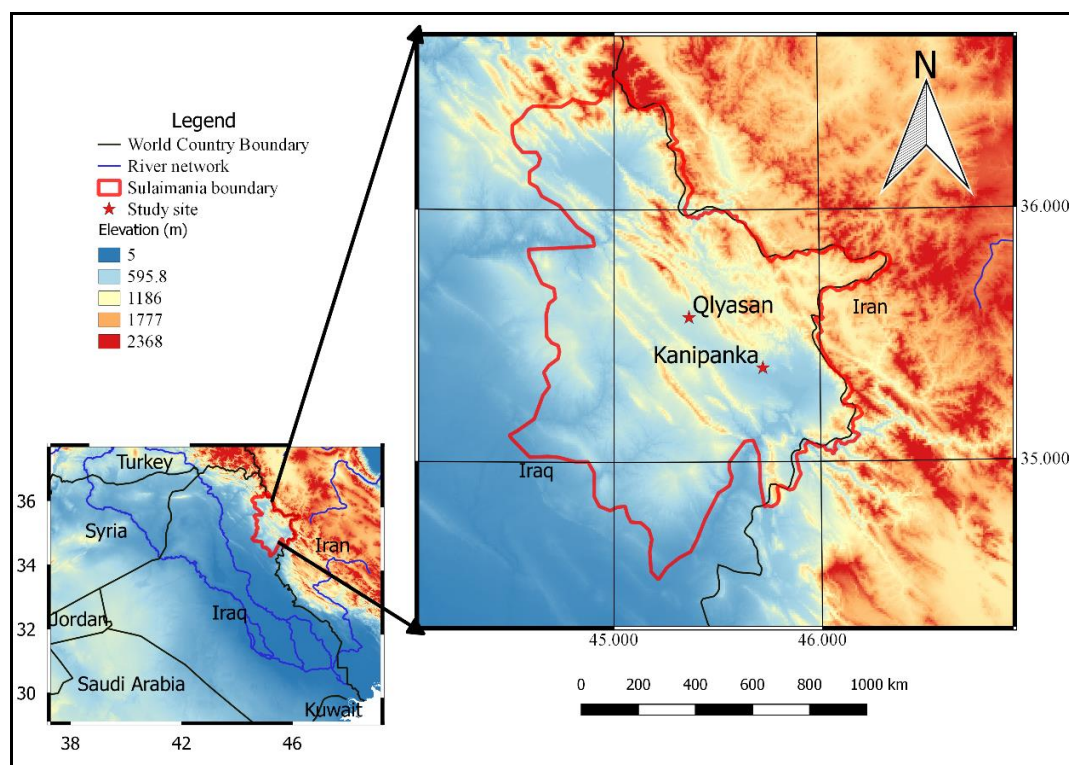 Legend
World Country Boundary
River network
Sulaimania boundary
Study site
Elevation (m)
5
595.8
1186
1777
2368
N
36.000
Qlyasan
Iran
Kanipanka
35.000
Iraq
45.000
46.000
Turkey
36
Syria
Iran
34
Iraq
Jordan
32
Saudi Arabia
30
Kuwait
38
42
46
0 200 400 600 800 1000 km